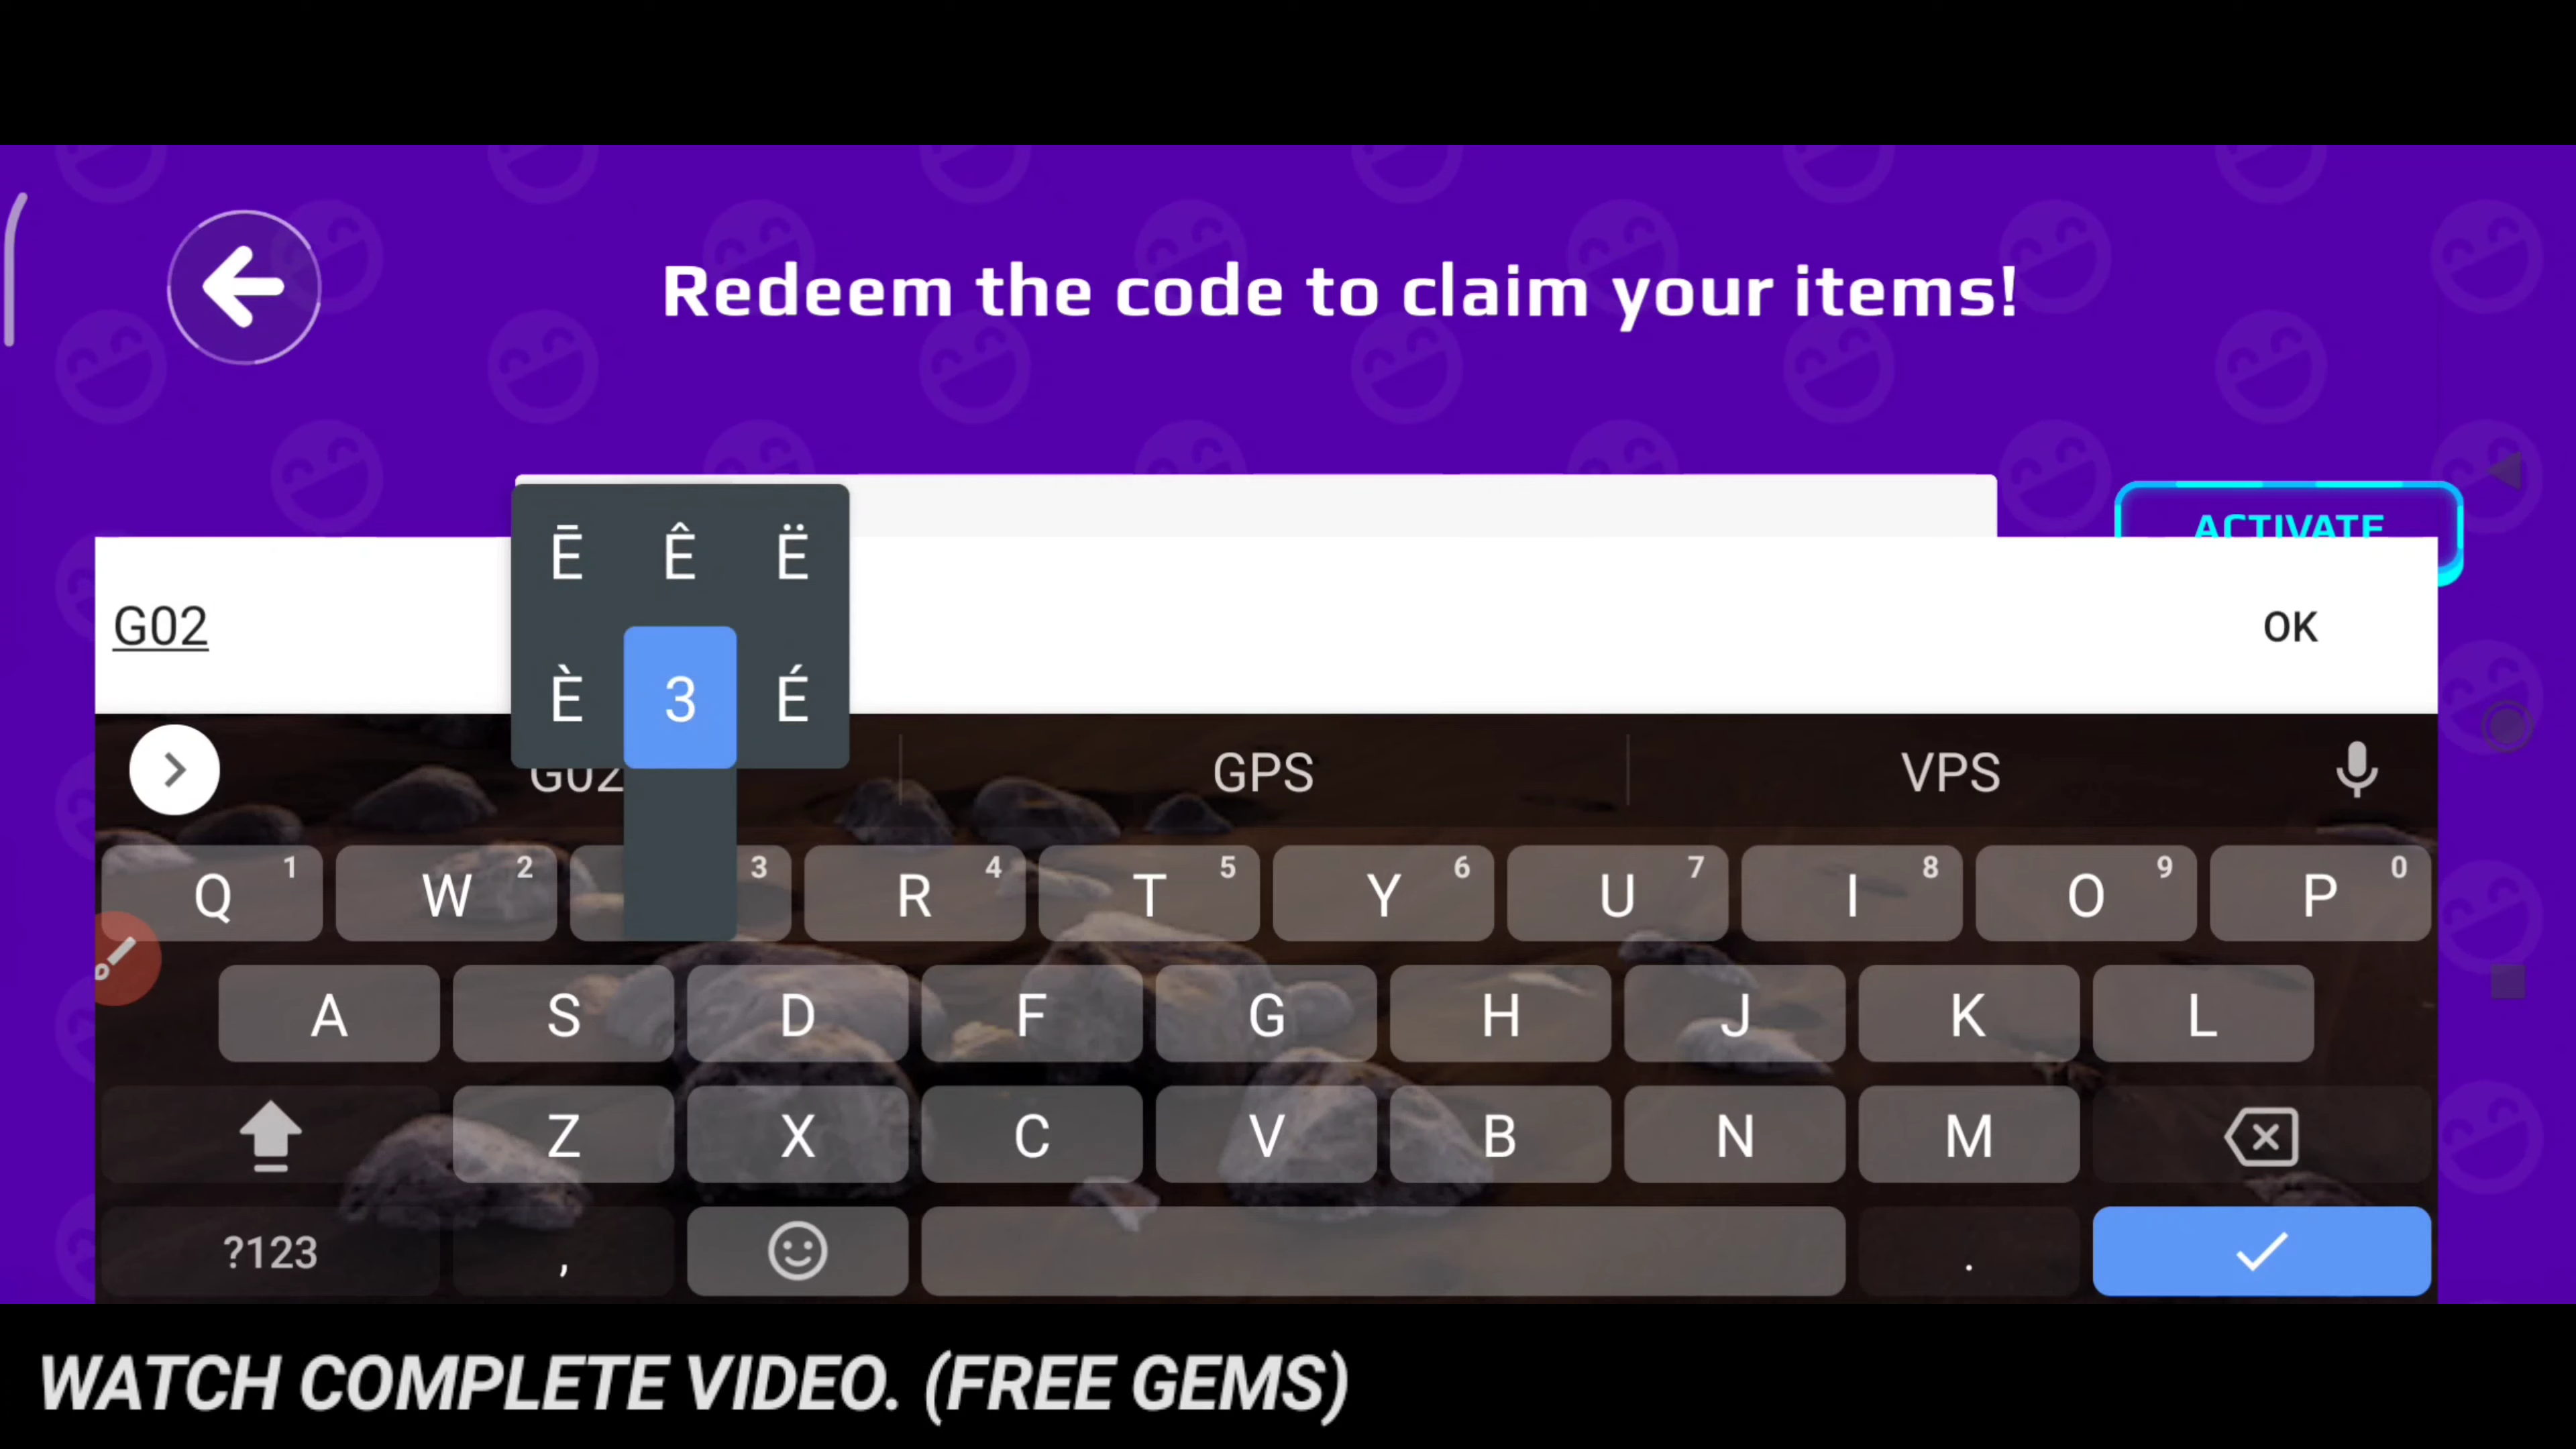 Redeem the code to claim your items!
ACTIVATE
Ē Ê Ë
G02 OK
È 3 É
G02 GPS VPS
1 2 3 4 5 6 7 8 9 0
Q W R T Y U I O P
A S D F G H J K L
Z X C V B N M
?123 , .
WATCH COMPLETE VIDEO. (FREE GEMS)